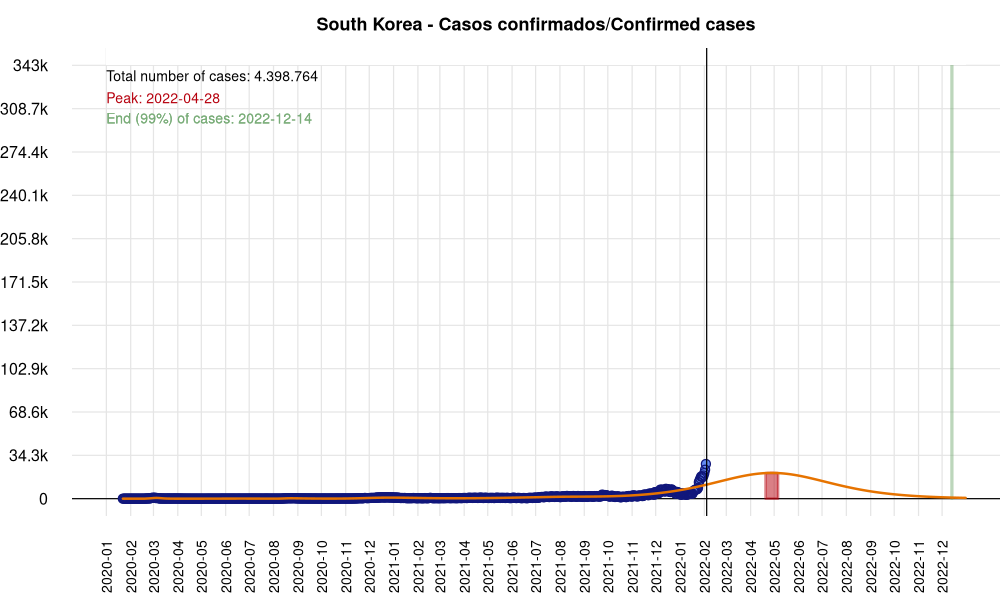 South Korea - Casos confirmados/Confirmed cases
343k
Total number of cases: 4.398.764
Peak: 2022-04-28
308.7k
End (99%) of cases: 2022-12-14
274.4k
240.1k
205.8k
171.5k
137.2k
102.9k
68.6k
34.3k
0
2020-01
2020-02
2020-03
2020-04
2020-05
2020-06
2020-07
2020-08
2020-09
2020-10
2020-11
2020-12
2021-01
2021-02
2021-03
2021-04
2021-05
2021-06
2021-07
2021-08
2021-09
2021-10
2021-11
2021-12
2022-01
2022-02
2022-03
2022-04
2022-05
2022-06
2022-07
2022-08
2022-09
2022-10
2022-11
2022-12